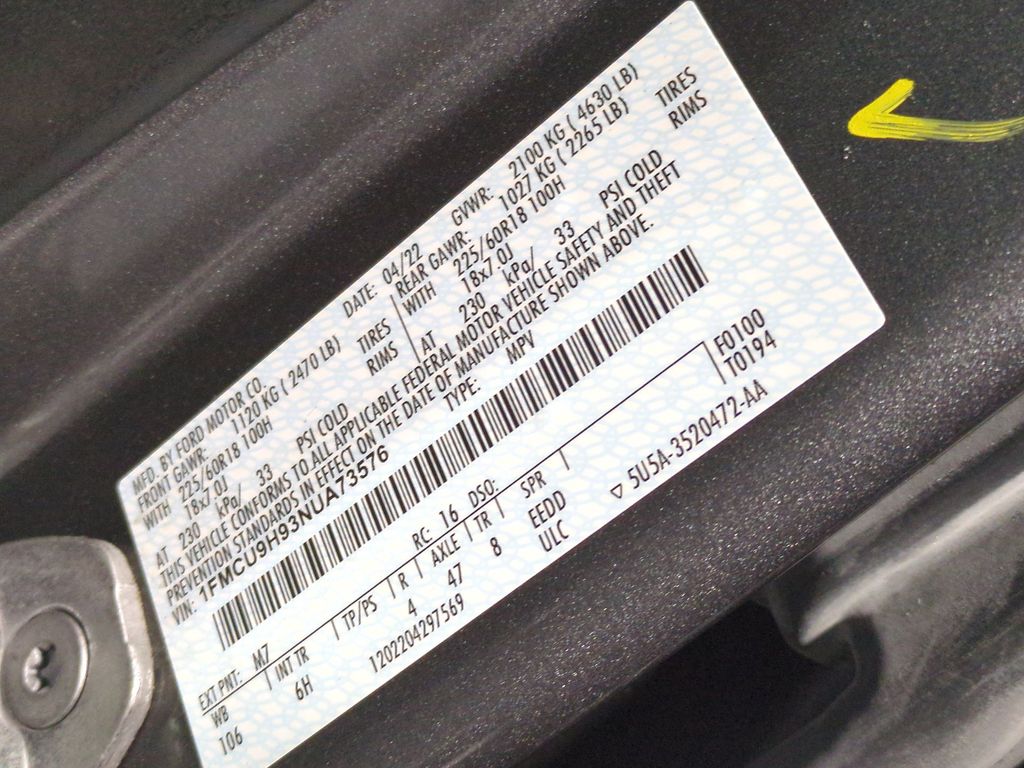 MFD. BY FORD MOTOR CO.
DATE: 04/22 GVWR: 2100 KG ( 4630 LB)
FRONT GAWR: 1120 KG ( 2470 LB) REAR GAWR: 1027 KG ( 2265 LB)
WITH 225/60R18 100H TIRES WITH 225/60R18 100H TIRES
18x7.0J RIMS 18x7.0J RIMS
AT 230 kPa/ 33 PSI COLD AT 230 kPa/ 33 PSI COLD
THIS VEHICLE CONFORMS TO ALL APPLICABLE FEDERAL MOTOR VEHICLE SAFETY AND THEFT
PREVENTION STANDARDS IN EFFECT ON THE DATE OF MANUFACTURE SHOWN ABOVE.
VIN: 1FMCU9H93NUA73576 TYPE: MPV
F0100
T0194
EXT PNT: M7 RC: 16 DSO:
WB INT TR TP/PS R AXLE TR SPR
106 6H 4 47 8 EEDD
ULC
1202204297569
▽ 5U5A-3520472-AA